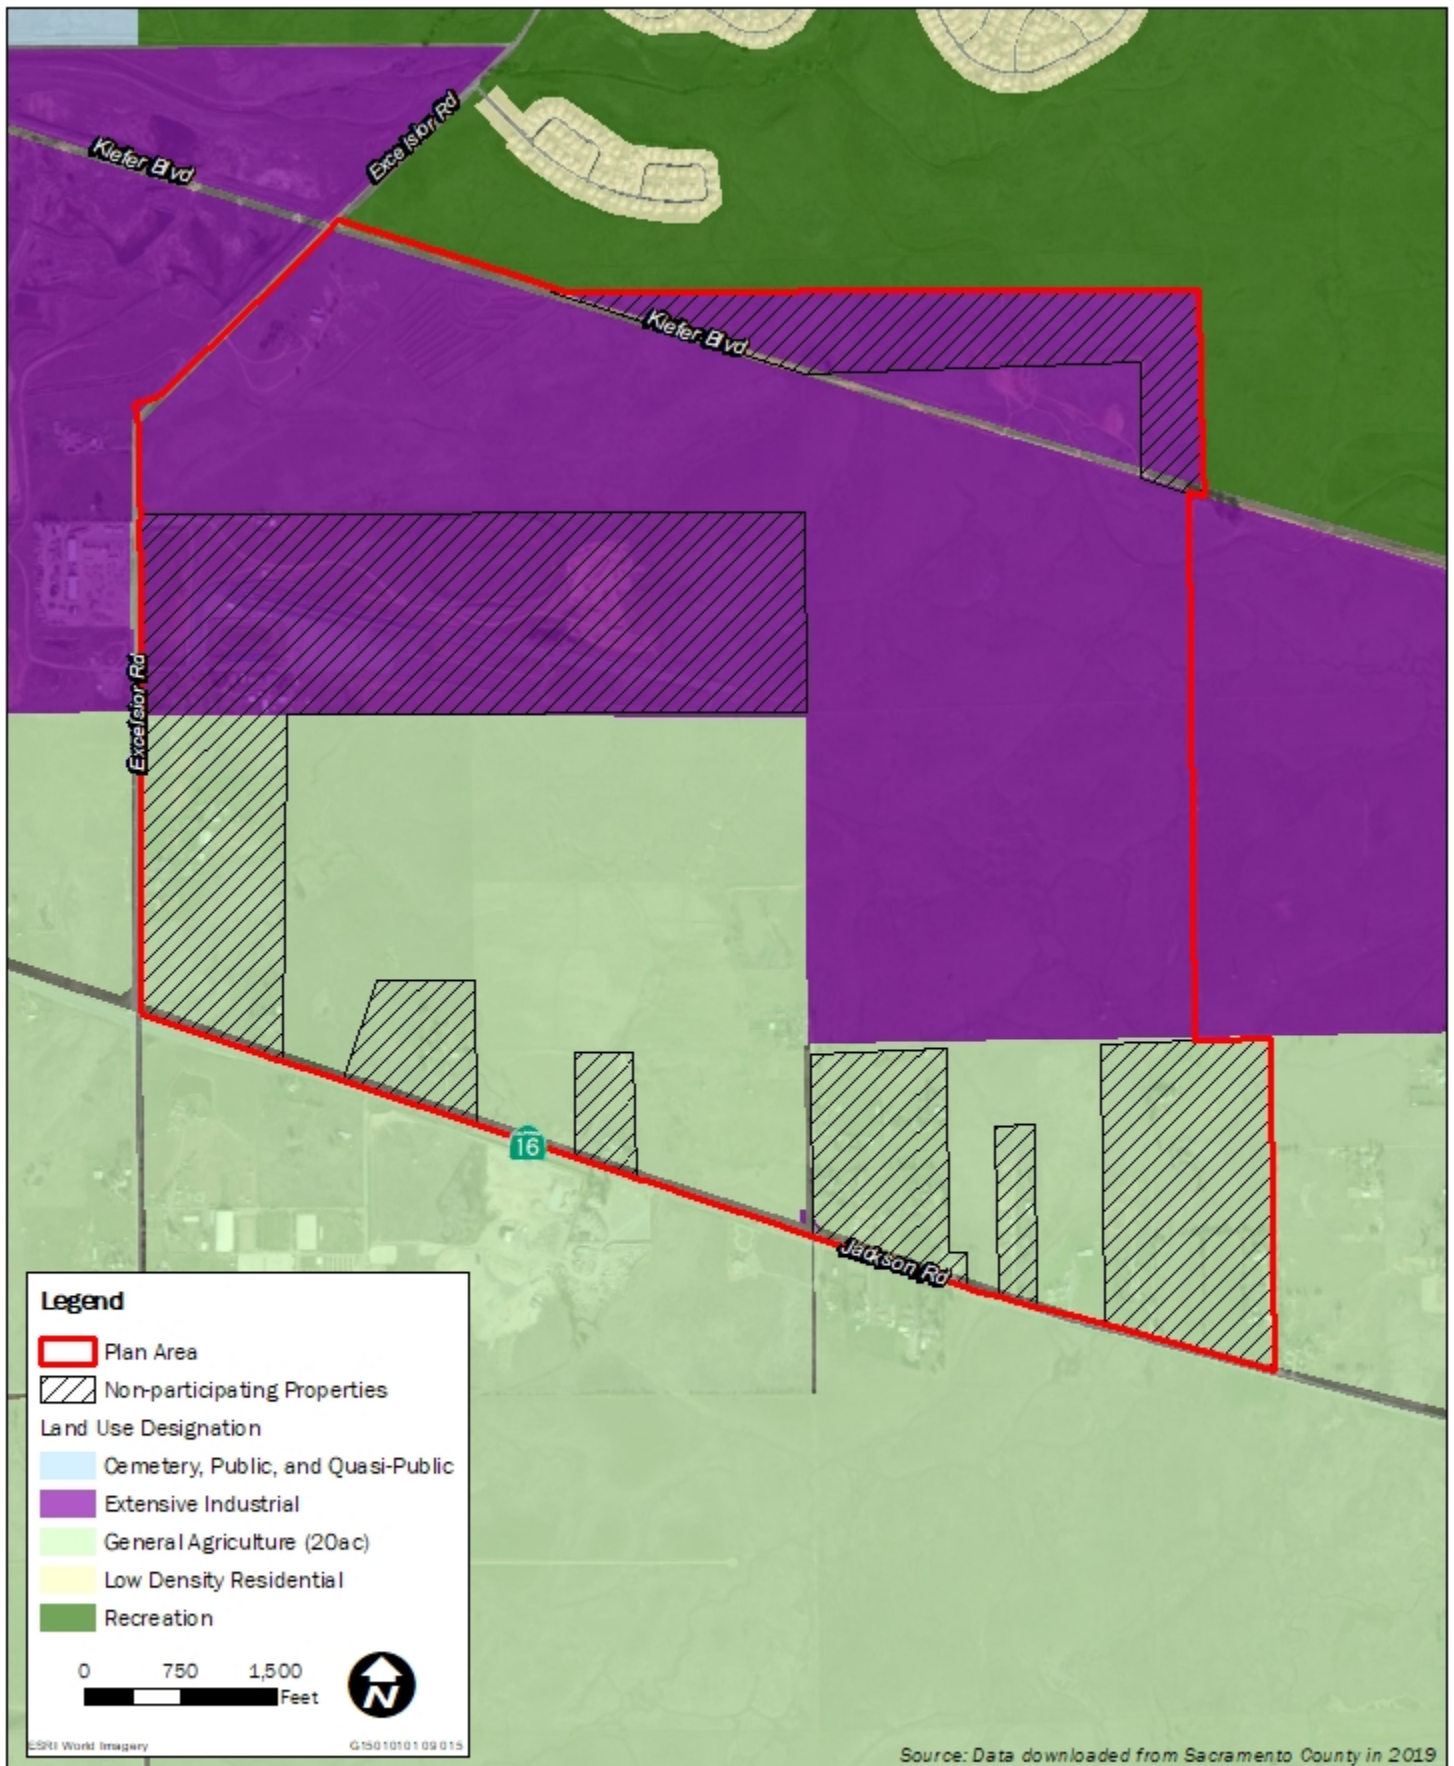 Excelsior Rd
Kiefer Blvd
Kiefer Blvd
Excelsior Rd
16
Jackson Rd
Legend
Plan Area
Non-participating Properties
Land Use Designation
Cemetery, Public, and Quasi-Public
Extensive Industrial
General Agriculture (20ac)
Low Density Residential
Recreation
0 750 1,500
Feet
N
ESRI World Imagery
Source: Data downloaded from Sacramento County in 2019